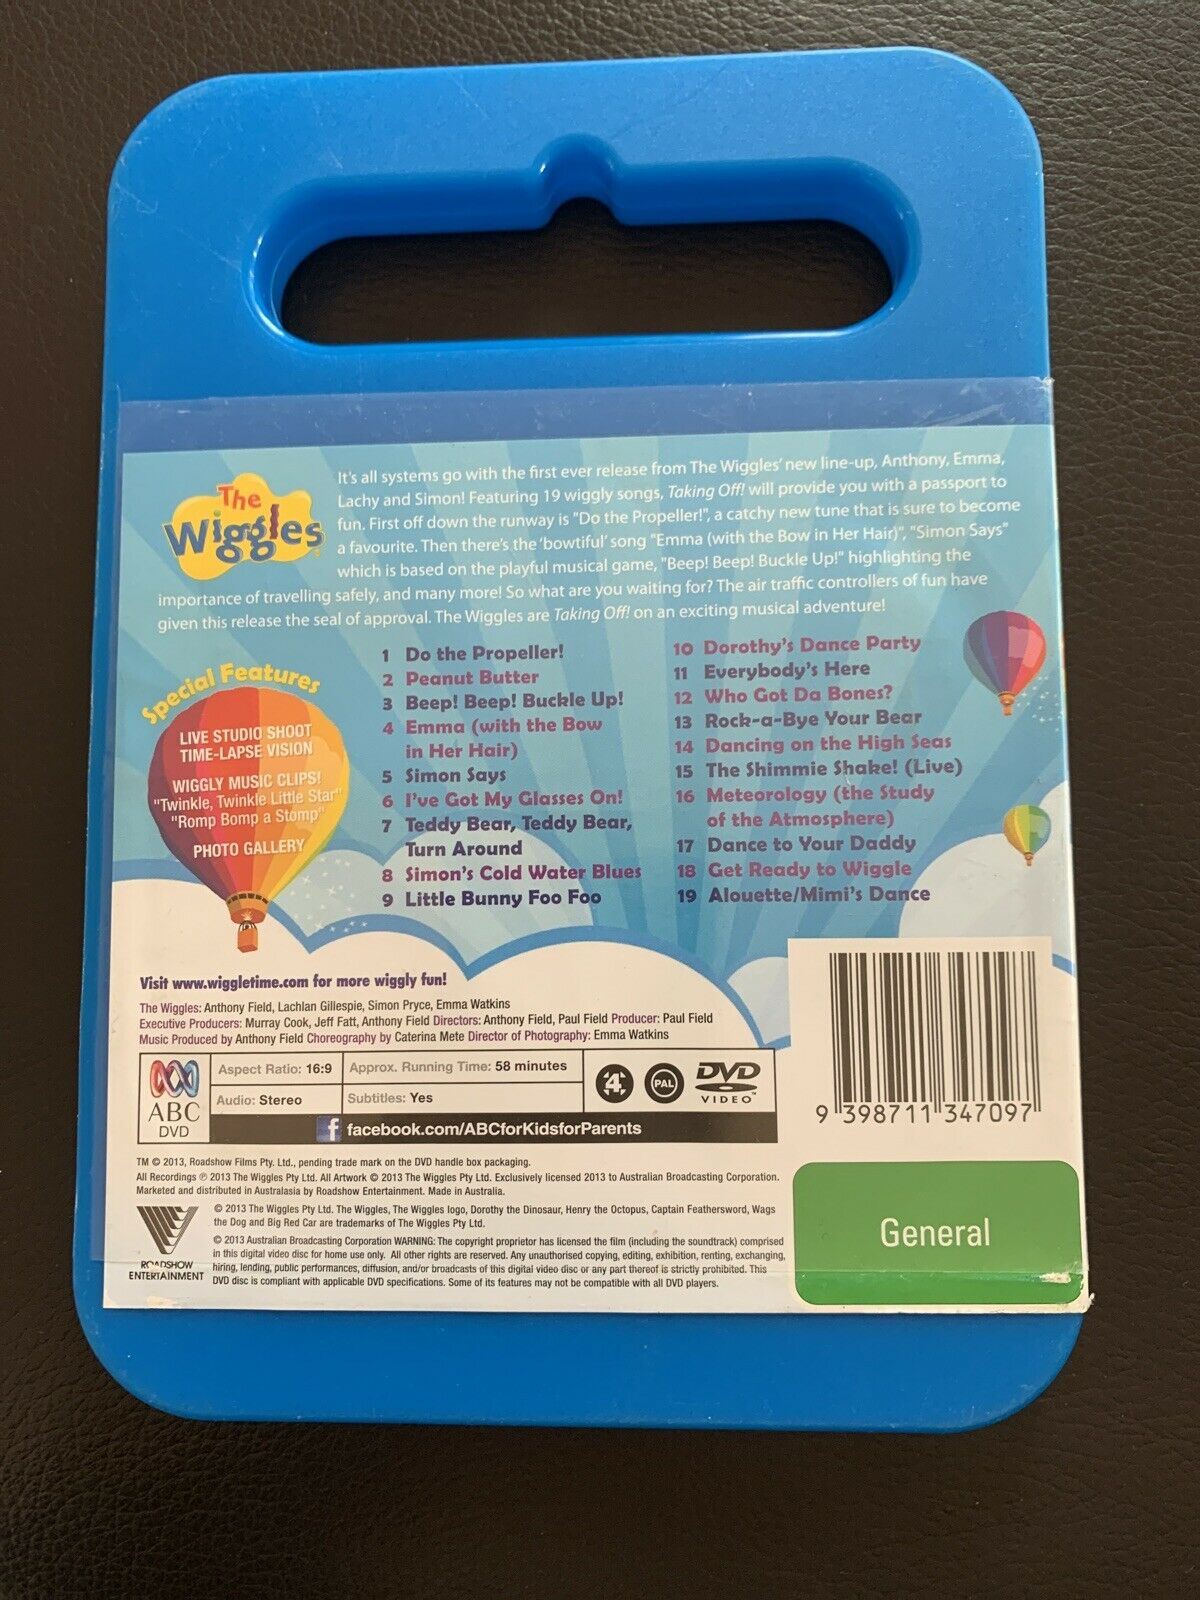 The
Wiggles
It's all systems go with the first ever release from The Wiggles' new line-up, Anthony, Emma,
Lachy and Simon! Featuring 19 wiggly songs, Taking Off! will provide you with a passport to
fun. First off down the runway is "Do the Propeller!", a catchy new tune that is sure to become
a favourite. Then there's the 'bowtiful' song "Emma (with the Bow in Her Hair)", "Simon Says"
which is based on the playful musical game, "Beep! Beep! Buckle Up!" highlighting the
importance of travelling safely, and many more! So what are you waiting for? The air traffic controllers of fun have
given this release the seal of approval. The Wiggles are Taking Off! on an exciting musical adventure!
Special Features
LIVE STUDIO SHOOT
TIME-LAPSE VISION
WIGGLY MUSIC CLIPS!
"Twinkle, Twinkle Little Star"
"Romp Bomp a Stomp"
PHOTO GALLERY
1 Do the Propeller!
2 Peanut Butter
3 Beep! Beep! Buckle Up!
4 Emma (with the Bow
in Her Hair)
5 Simon Says
6 I've Got My Glasses On!
7 Teddy Bear, Teddy Bear,
Turn Around
8 Simon's Cold Water Blues
9 Little Bunny Foo Foo
10 Dorothy's Dance Party
11 Everybody's Here
12 Who Got Da Bones?
13 Rock-a-Bye Your Bear
14 Dancing on the High Seas
15 The Shimmie Shake! (Live)
16 Meteorology (the Study
of the Atmosphere)
17 Dance to Your Daddy
18 Get Ready to Wiggle
19 Alouette/Mimi's Dance
Visit www.wiggletime.com for more wiggly fun!
The Wiggles: Anthony Field, Lachlan Gillespie, Simon Pryce, Emma Watkins
Executive Producers: Murray Cook, Jeff Fatt, Anthony Field Directors: Anthony Field, Paul Field Producer: Paul Field
Music Produced by Anthony Field Choreography by Caterina Mete Director of Photography: Emma Watkins
ABC
DVD
Aspect Ratio: 16:9
Approx. Running Time: 58 minutes
Audio: Stereo
Subtitles: Yes
4
PAL
DVD
VIDEO™
f facebook.com/ABCforKidsforParents
9 398711 347097
TM © 2013, Roadshow Films Pty. Ltd., pending trade mark on the DVD handle box packaging.
All Recordings ℗ 2013 The Wiggles Pty Ltd. All Artwork © 2013 The Wiggles Pty Ltd. Exclusively licensed 2013 to Australian Broadcasting Corporation.
Marketed and distributed in Australasia by Roadshow Entertainment. Made in Australia.
© 2013 The Wiggles Pty Ltd. The Wiggles, The Wiggles logo, Dorothy the Dinosaur, Henry the Octopus, Captain Feathersword, Wags
the Dog and Big Red Car are trademarks of The Wiggles Pty Ltd.
© 2013 Australian Broadcasting Corporation WARNING: The copyright proprietor has licensed the film (including the soundtrack) comprised
in this digital video disc for home use only. All other rights are reserved. Any unauthorised copying, editing, exhibition, renting, exchanging,
hiring, lending, public performances, diffusion, and/or broadcasts of this digital video disc or any part thereof is strictly prohibited. This
DVD disc is compliant with applicable DVD specifications. Some of its features may not be compatible with all DVD players.
ROADSHOW
ENTERTAINMENT
General